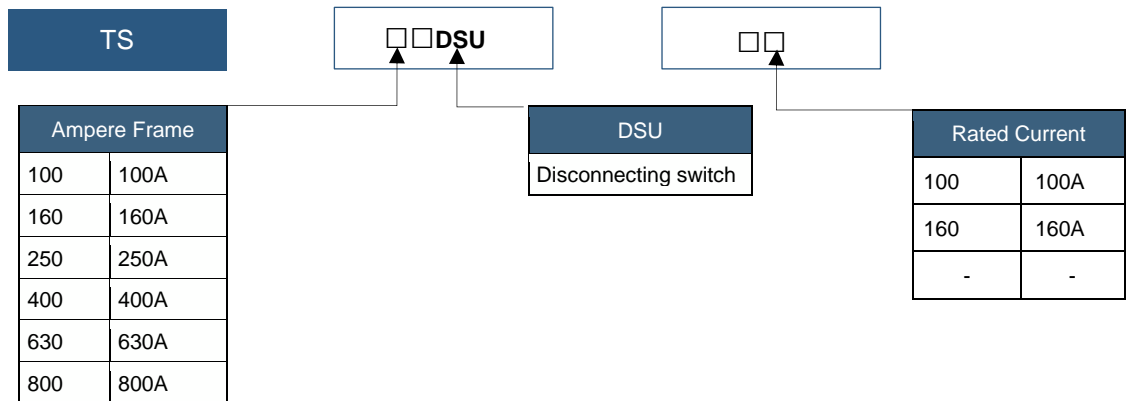 TS
□□DSU
□□
Ampere Frame
100 100A
160 160A
250 250A
400 400A
630 630A
800 800A
DSU
Disconnecting switch
Rated Current
100 100A
160 160A
- -